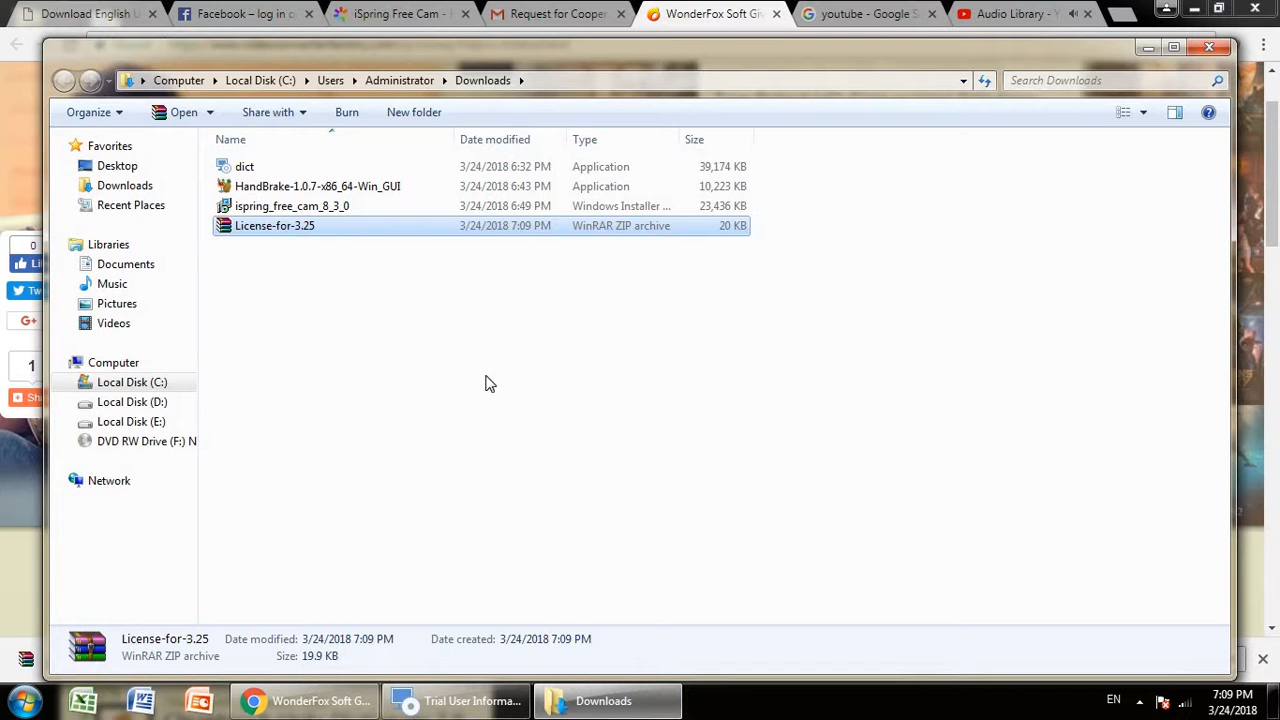 Download English U
Facebook – log in o
iSpring Free Cam -
Request for Cooper
WonderFox Soft Gi
youtube - Google S
Audio Library - Y
Computer
Local Disk (C:)
Users
Administrator
Downloads
Search Downloads
Organize
Open
Share with
Burn
New folder
Name
Date modified
Type
Size
dict
3/24/2018 6:32 PM
Application
39,174 KB
HandBrake-1.0.7-x86_64-Win_GUI
3/24/2018 6:43 PM
Application
10,223 KB
ispring_free_cam_8_3_0
3/24/2018 6:49 PM
Windows Installer ...
23,436 KB
License-for-3.25
3/24/2018 7:09 PM
WinRAR ZIP archive
20 KB
Favorites
Desktop
Downloads
Recent Places
Libraries
Documents
Music
Pictures
Videos
Computer
Local Disk (C:)
Local Disk (D:)
Local Disk (E:)
DVD RW Drive (F:) N
Network
0
Li
Tw
G+
1
Sh
License-for-3.25
Date modified: 3/24/2018 7:09 PM
Date created: 3/24/2018 7:09 PM
WinRAR ZIP archive
Size: 19.9 KB
WonderFox Soft G...
Trial User Informa...
Downloads
EN
7:09 PM
3/24/2018